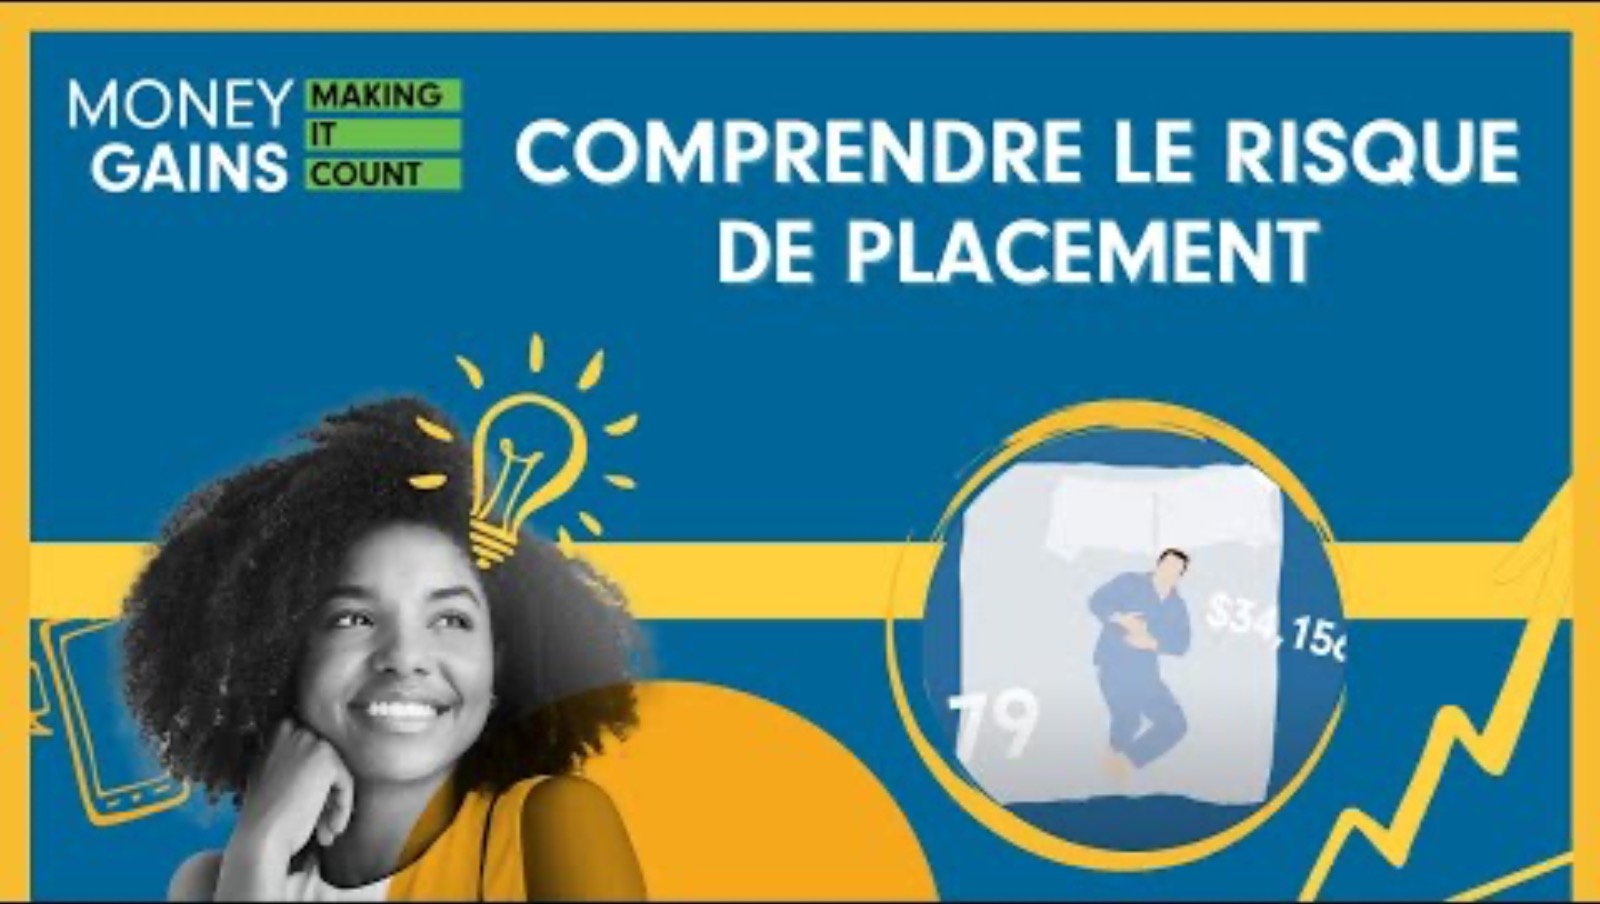 MONEY
GAINS
MAKING
IT
COUNT
COMPRENDRE LE RISQUE
DE PLACEMENT
79